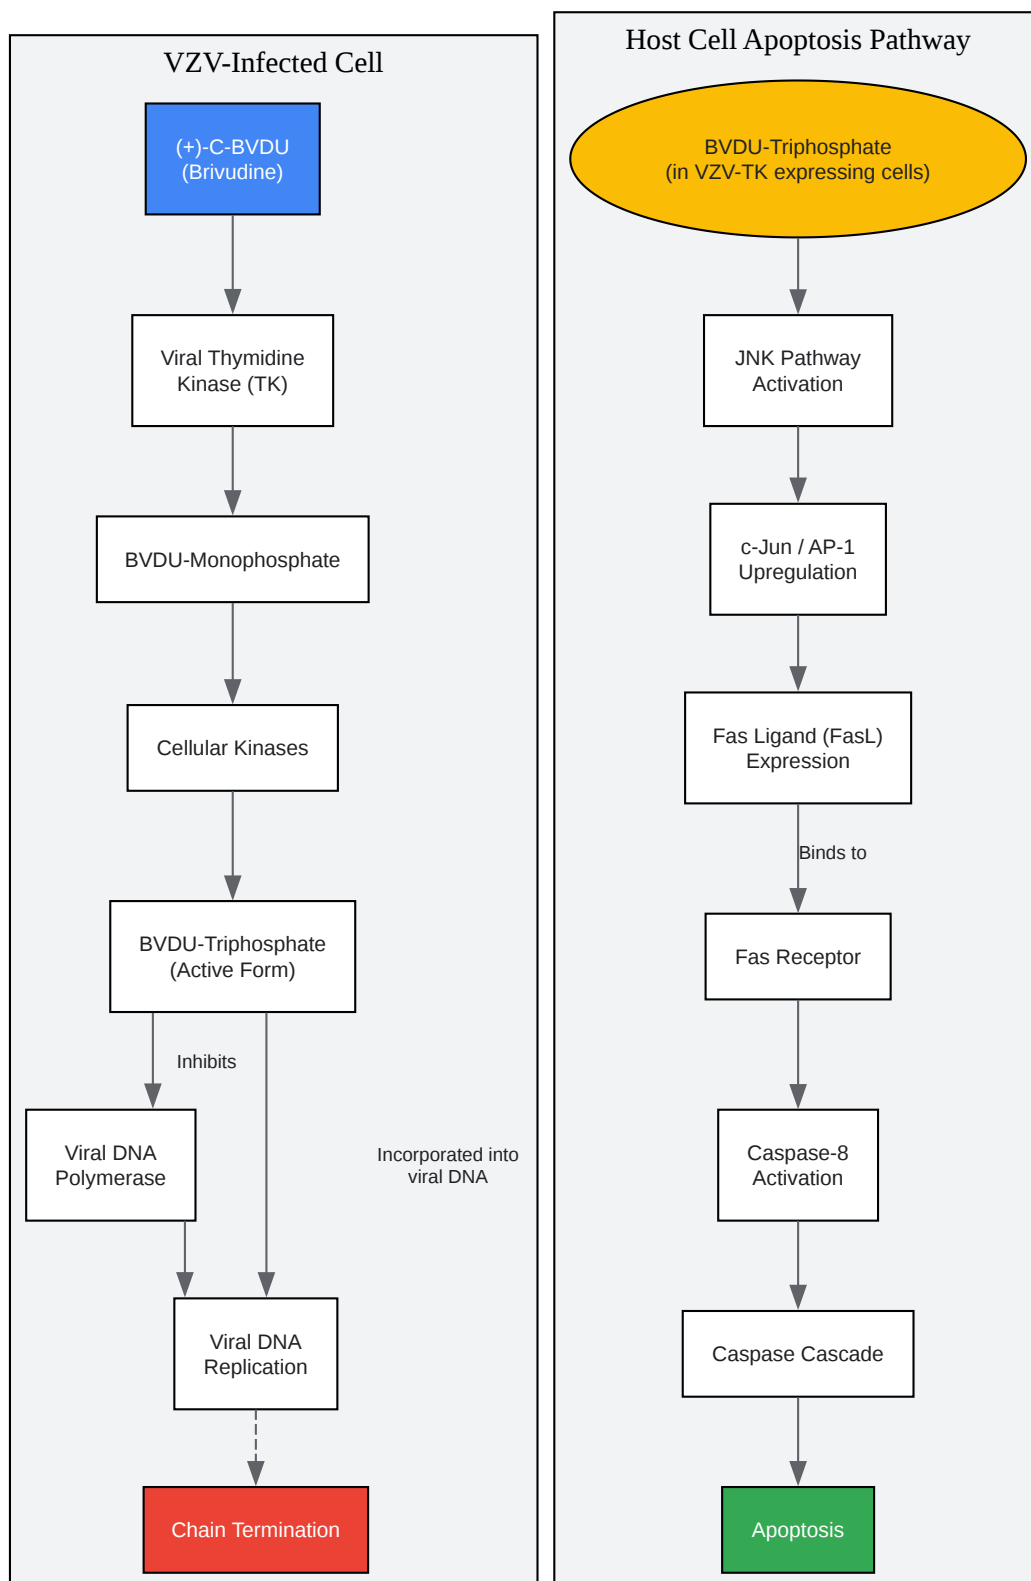 VZV-Infected Cell
(+)-C-BVDU
(Brivudine)
Viral Thymidine
Kinase (TK)
BVDU-Monophosphate
Cellular Kinases
BVDU-Triphosphate
(Active Form)
Inhibits
Viral DNA
Polymerase
Incorporated into
viral DNA
Viral DNA
Replication
Chain Termination
Host Cell Apoptosis Pathway
BVDU-Triphosphate
(in VZV-TK expressing cells)
JNK Pathway
Activation
c-Jun / AP-1
Upregulation
Fas Ligand (FasL)
Expression
Binds to
Fas Receptor
Caspase-8
Activation
Caspase Cascade
Apoptosis